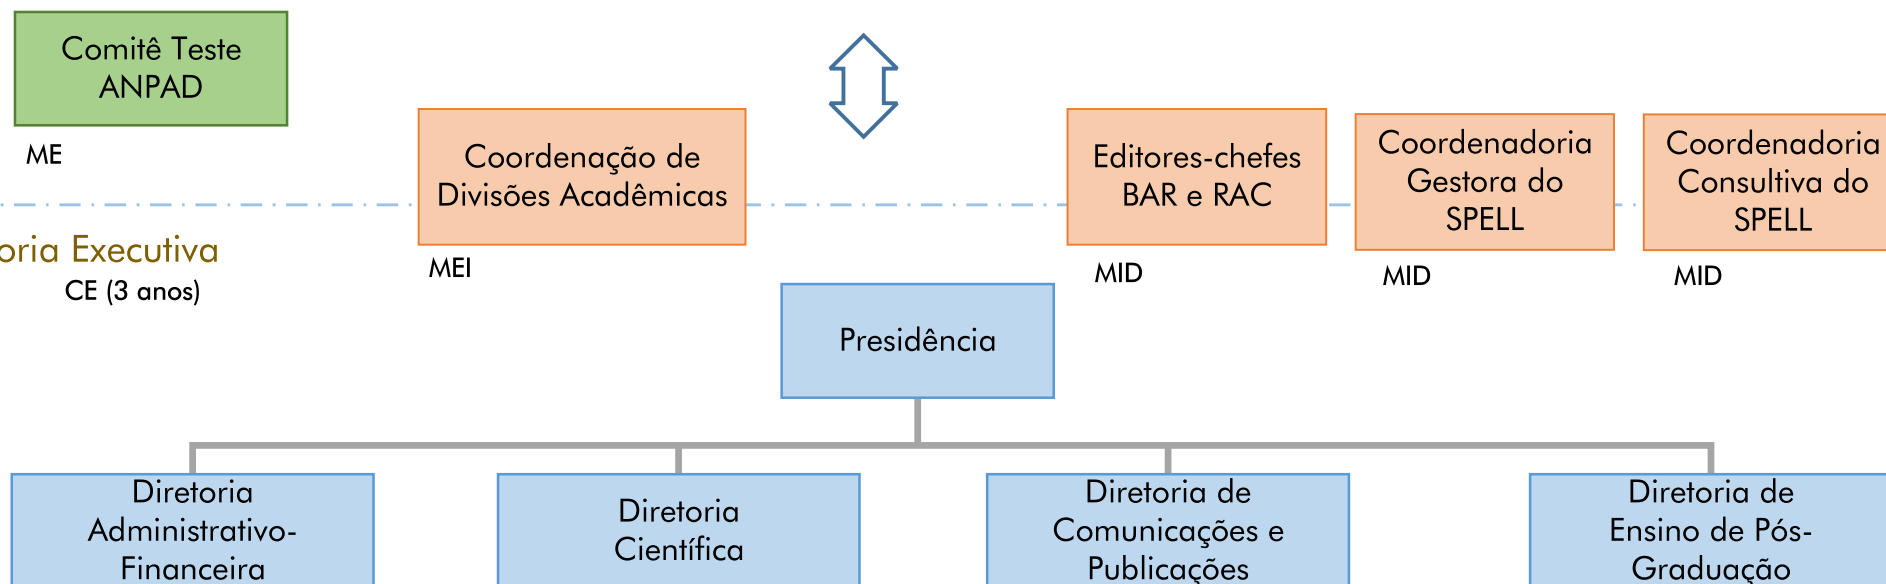 Comitê Teste
ANPAD
ME
Coordenação de
Divisões Acadêmicas
MEI
Editores-chefes
BAR e RAC
MID
Coordenadoria
Gestora do
SPELL
MID
Coordenadoria
Consultiva do
SPELL
MID
oria Executiva
CE (3 anos)
Presidência
Diretoria
Administrativo-
Financeira
Diretoria
Científica
Diretoria de
Comunicações e
Publicações
Diretoria de
Ensino de Pós-
Graduação